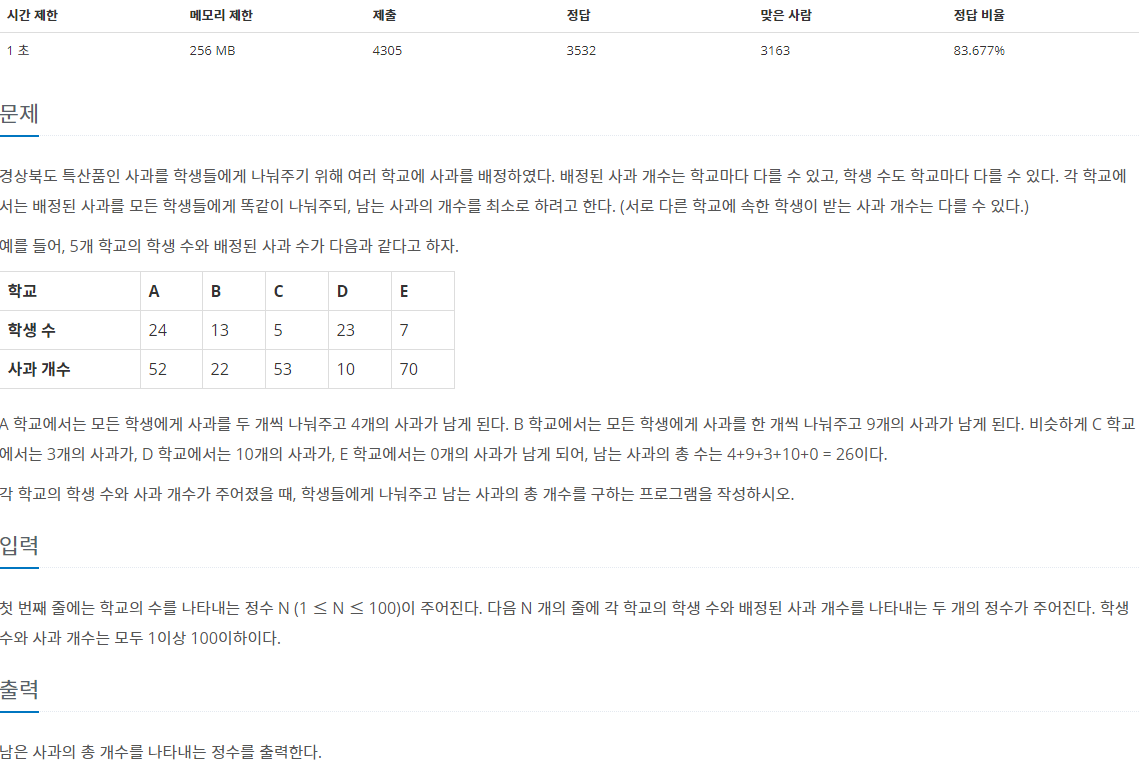 시간 제한 메모리 제한 제출 정답 맞은 사람 정답 비율
1 초 256 MB 4305 3532 3163 83.677%
문제
경상북도 특산품인 사과를 학생들에게 나눠주기 위해 여러 학교에 사과를 배정하였다. 배정된 사과 개수는 학교마다 다를 수 있고, 학생 수도 학교마다 다를 수 있다. 각 학교에
서는 배정된 사과를 모든 학생들에게 똑같이 나눠주되, 남는 사과의 개수를 최소로 하려고 한다. (서로 다른 학교에 속한 학생이 받는 사과 개수는 다를 수 있다.)
예를 들어, 5개 학교의 학생 수와 배정된 사과 수가 다음과 같다고 하자.
학교 A B C D E
학생 수 24 13 5 23 7
사과 개수 52 22 53 10 70
A 학교에서는 모든 학생에게 사과를 두 개씩 나눠주고 4개의 사과가 남게 된다. B 학교에서는 모든 학생에게 사과를 한 개씩 나눠주고 9개의 사과가 남게 된다. 비슷하게 C 학교
에서는 3개의 사과가, D 학교에서는 10개의 사과가, E 학교에서는 0개의 사과가 남게 되어, 남는 사과의 총 수는 4+9+3+10+0 = 26이다.
각 학교의 학생 수와 사과 개수가 주어졌을 때, 학생들에게 나눠주고 남는 사과의 총 개수를 구하는 프로그램을 작성하시오.
입력
첫 번째 줄에는 학교의 수를 나타내는 정수 N (1 ≤ N ≤ 100)이 주어진다. 다음 N 개의 줄에 각 학교의 학생 수와 배정된 사과 개수를 나타내는 두 개의 정수가 주어진다. 학생
수와 사과 개수는 모두 1이상 100이하이다.
출력
남은 사과의 총 개수를 나타내는 정수를 출력한다.